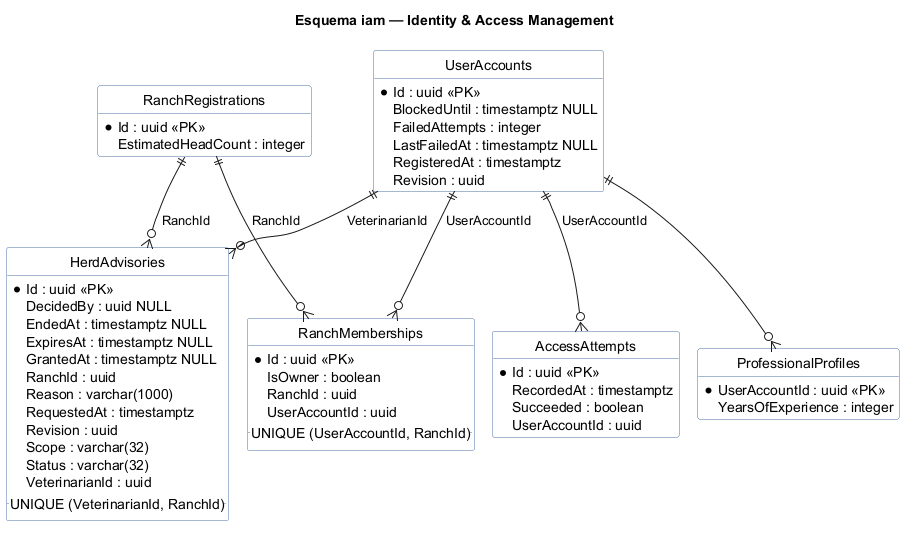 Esquema iam — Identity & Access Management
UserAccounts
Id : uuid «PK»
BlockedUntil : timestamptz NULL
FailedAttempts : integer
LastFailedAt : timestamptz NULL
RegisteredAt : timestamptz
Revision : uuid
RanchRegistrations
Id : uuid «PK»
EstimatedHeadCount : integer
RanchId
RanchId
VeterinarianId
UserAccountId
UserAccountId
HerdAdvisories
Id : uuid «PK»
DecidedBy : uuid NULL
EndedAt : timestamptz NULL
ExpiresAt : timestamptz NULL
GrantedAt : timestamptz NULL
RanchId : uuid
Reason : varchar(1000)
RequestedAt : timestamptz
Revision : uuid
Scope : varchar(32)
Status : varchar(32)
VeterinarianId : uuid
UNIQUE (VeterinarianId, RanchId)
RanchMemberships
Id : uuid «PK»
IsOwner : boolean
RanchId : uuid
UserAccountId : uuid
UNIQUE (UserAccountId, RanchId)
AccessAttempts
Id : uuid «PK»
RecordedAt : timestamptz
Succeeded : boolean
UserAccountId : uuid
ProfessionalProfiles
UserAccountId : uuid «PK»
YearsOfExperience : integer